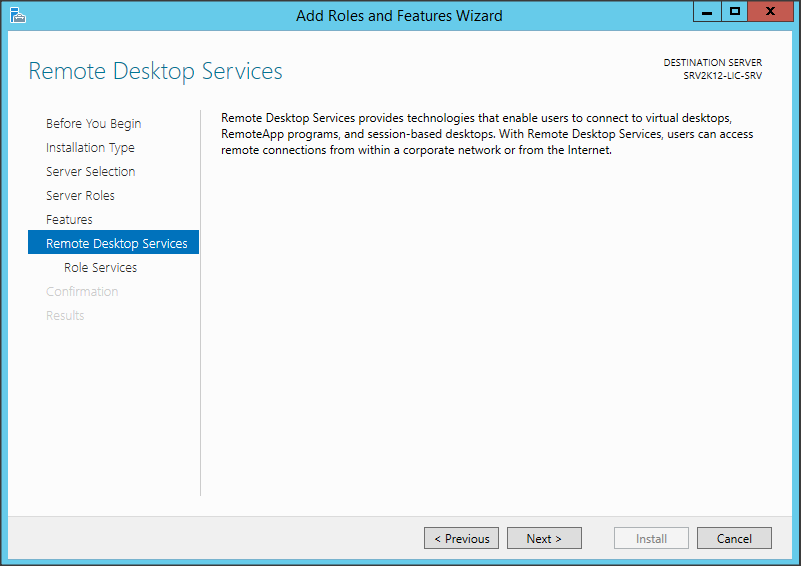 Add Roles and Features Wizard
Remote Desktop Services
DESTINATION SERVER
SRV2K12-LIC-SRV
Before You Begin
Installation Type
Server Selection
Server Roles
Features
Remote Desktop Services
Role Services
Confirmation
Results
Remote Desktop Services provides technologies that enable users to connect to virtual desktops,
RemoteApp programs, and session-based desktops. With Remote Desktop Services, users can access
remote connections from within a corporate network or from the Internet.
< Previous
Next >
Install
Cancel